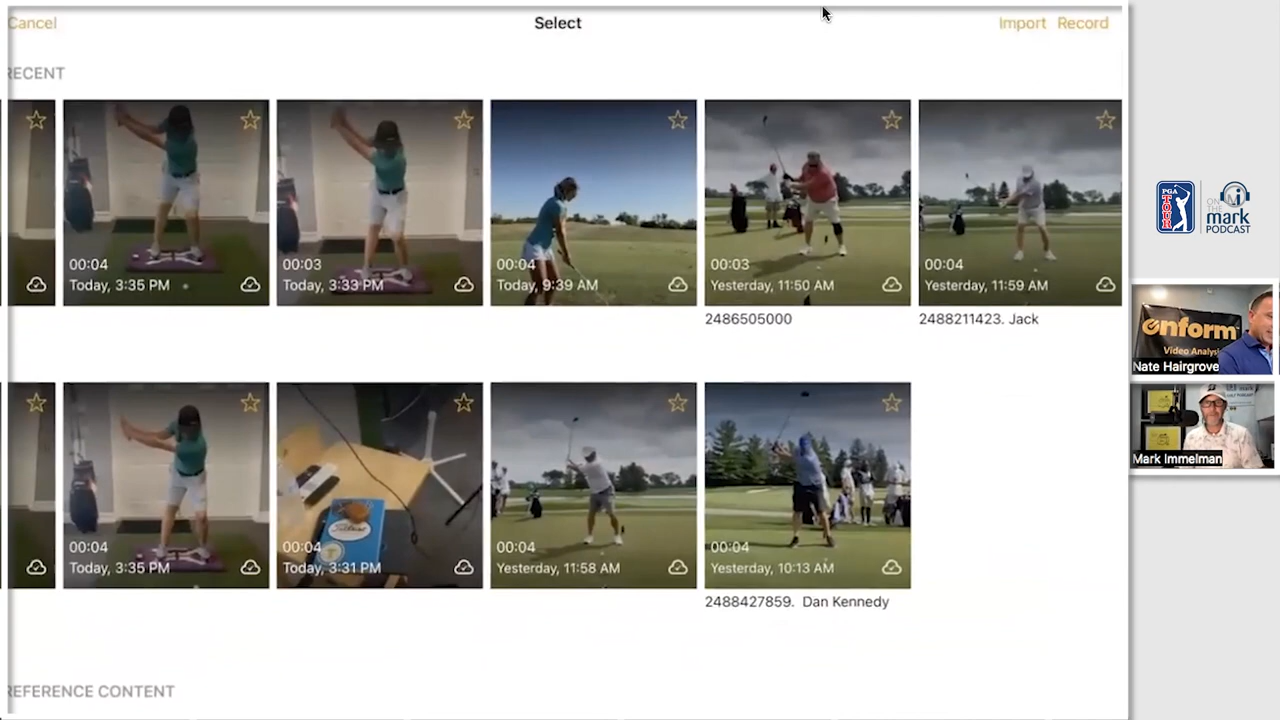 Cancel
Select
Import Record
RECENT
00:04
Today, 3:35 PM
00:03
Today, 3:33 PM
00:04
Today, 9:39 AM
00:03
Yesterday, 11:50 AM
00:04
Yesterday, 11:59 AM
2486505000
2488211423. Jack
00:04
Today, 3:35 PM
00:04
Today, 3:31 PM
Titleist
00:04
Yesterday, 11:58 AM
00:04
Yesterday, 10:13 AM
2488427859. Dan Kennedy
REFERENCE CONTENT
PGA
TOUR
ON
THE
mark
PODCAST
Onform
Video Analysis
Nate Hairgrove
Mark Immelman